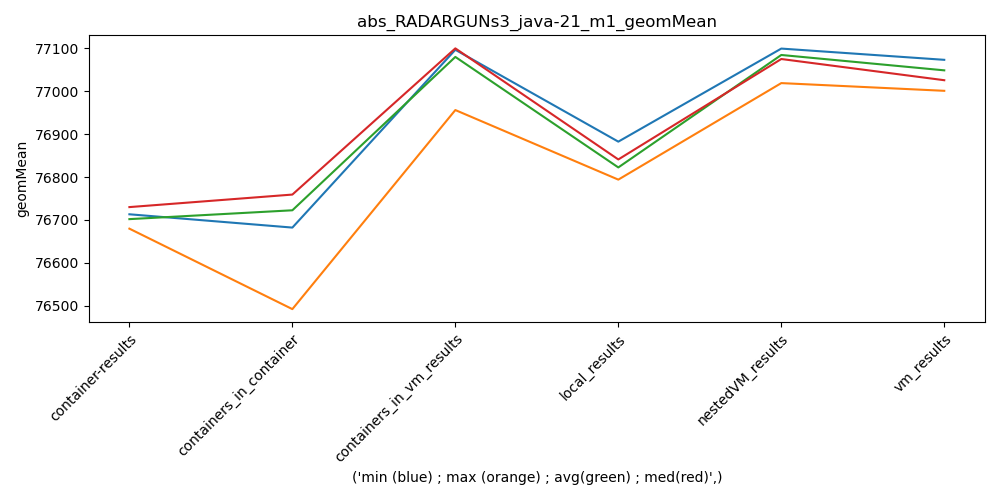 abs_RADARGUNs3_java-21_m1_geomMean
77100
77000
76900
76800
76700
76600
76500
geomMean
container-results
containers_in_container
containers_in_vm_results
local_results
nestedVM_results
vm_results
('min (blue) ; max (orange) ; avg(green) ; med(red)',)